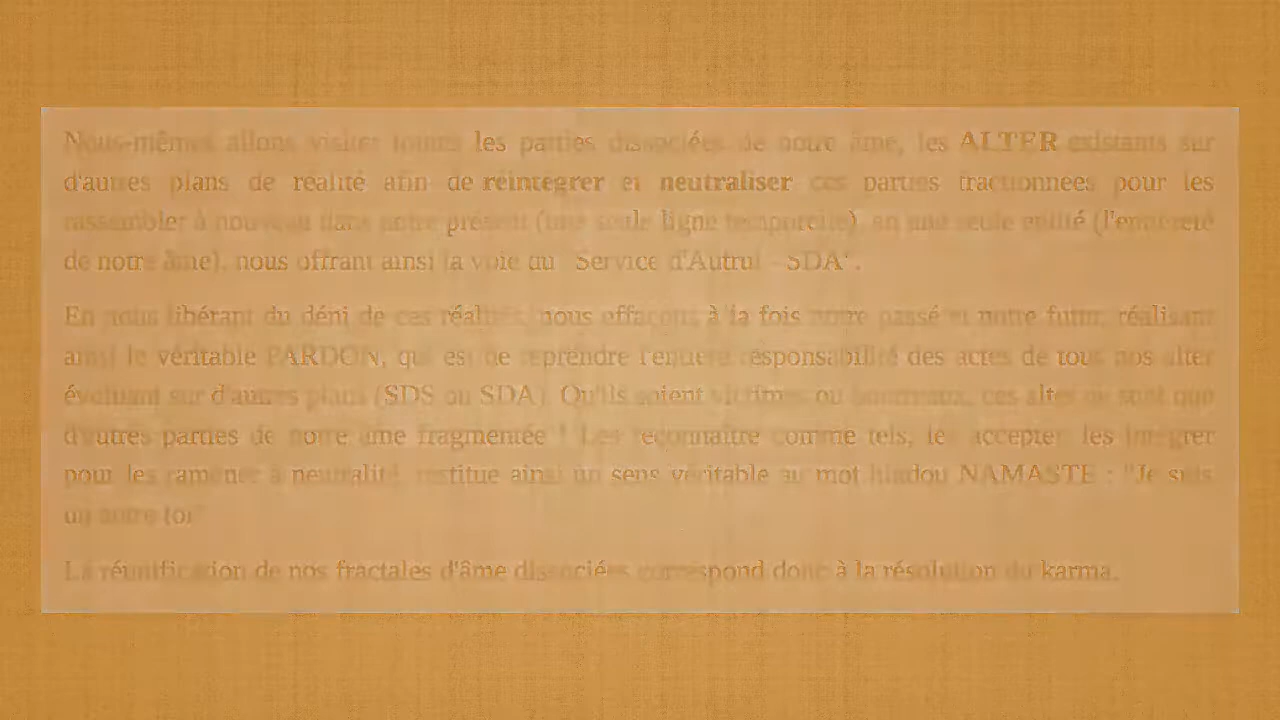 Nous-mêmes allons visiter toutes les parties dissociées de notre âme, les ALTER existants sur
d'autres plans de réalité afin de réintégrer et neutraliser ces parties fractionnées pour les
rassembler à nouveau dans notre présent (une seule ligne temporelle), en une seule entité (l'entièreté
de notre âme), nous offrant ainsi la voie du "Service d'Autrui - SDA".
En nous libérant du déni de ces réalités, nous effaçons à la fois notre passé et notre futur, réalisant
ainsi le véritable PARDON, qui est de reprendre l'entière responsabilité des actes de tous nos alter
évoluant sur d'autres plans (SDS ou SDA). Qu'ils soient victimes ou bourreaux, ces alter ne sont que
d'autres parties de notre âme fragmentée ! Les reconnaître comme tels, les accepter, les intégrer
pour les ramener à neutralité, restitue ainsi un sens véritable au mot hindou NAMASTE : "Je suis
un autre toi"
La réunification de nos fractales d'âme dissociées correspond donc à la résolution du karma.